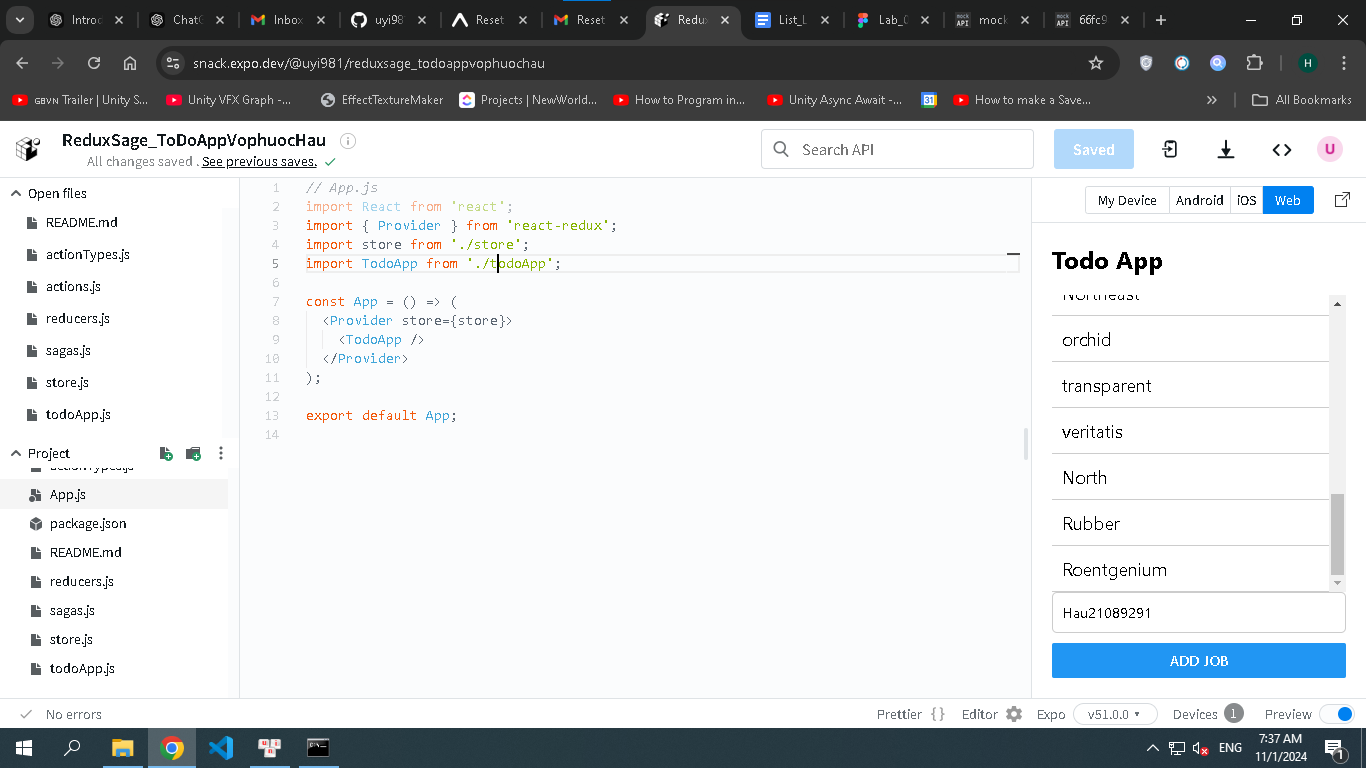 Introc
ChatG
Inbox
uyi98
Reset
Reset
Redux
List_L
Lab_0
mock
66fc9
snack.expo.dev/@uyi981/reduxsage_todoappvophuochau
H
GBVN Trailer | Unity S...
Unity VFX Graph -...
EffectTextureMaker
Projects | NewWorld...
How to Program in...
Unity Async Await -...
31
How to make a Save...
»
All Bookmarks
ReduxSage_ToDoAppVophuocHau
All changes saved . See previous saves.
Search API
Saved
U
Open files
README.md
actionTypes.js
actions.js
reducers.js
sagas.js
store.js
todoApp.js
Project
actionTypes.js
App.js
package.json
README.md
reducers.js
sagas.js
store.js
todoApp.js
1 // App.js
2 import React from 'react';
3 import { Provider } from 'react-redux';
4 import store from './store';
5 import TodoApp from './todoApp';
6
7 const App = () => (
8 <Provider store={store}>
9 <TodoApp />
10 </Provider>
11 );
12
13 export default App;
14
My Device Android iOS Web
Todo App
Northeast
orchid
transparent
veritatis
North
Rubber
Roentgenium
Hau21089291
ADD JOB
No errors
Prettier {} Editor Expo v51.0.0 Devices 1 Preview
ENG
7:37 AM
11/1/2024
1